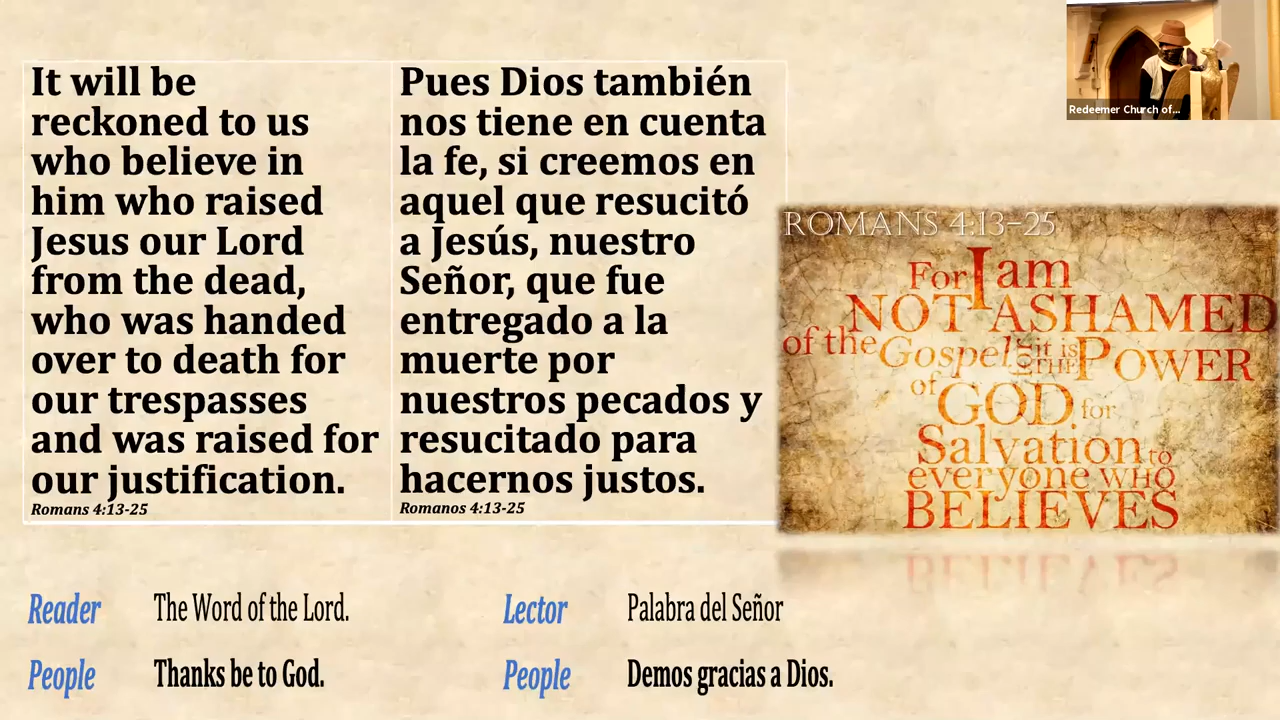 It will be
reckoned to us
who believe in
him who raised
Jesus our Lord
from the dead,
who was handed
over to death for
our trespasses
and was raised for
our justification.
Romans 4:13-25
Pues Dios también
nos tiene en cuenta
la fe, si creemos en
aquel que resucitó
a Jesús, nuestro
Señor, que fue
entregado a la
muerte por
nuestros pecados y
resucitado para
hacernos justos.
Romanos 4:13-25
Redeemer Church of...
ROMANS 4:13-25
For I am
NOT ASHAMED
of the Gospel: it is THE POWER
of GOD for
Salvation to
everyone WHO
BELIEVES
Reader The Word of the Lord.
People Thanks be to God.
Lector Palabra del Señor
People Demos gracias a Dios.